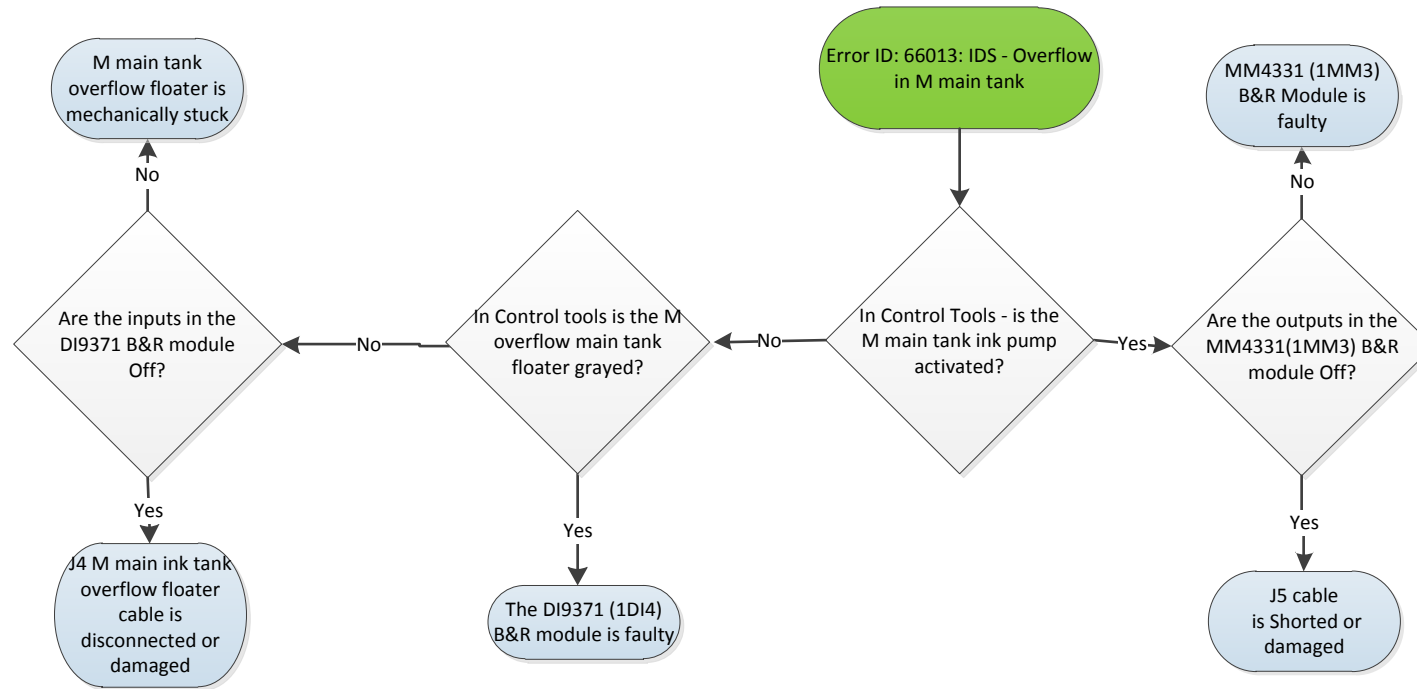 Error ID: 66013: IDS - Overflow
in M main tank
M main tank
overflow floater is
mechanically stuck
MM4331 (1MM3)
B&R Module is
faulty
No
No
Are the inputs in the
DI9371 B&R module
Off?
No
In Control tools is the M
overflow main tank
floater grayed?
No
In Control Tools - is the
M main tank ink pump
activated?
Yes
Are the outputs in the
MM4331(1MM3) B&R
module Off?
Yes
Yes
Yes
J4 M main ink tank
overflow floater
cable is
disconnected or
damaged
The DI9371 (1DI4)
B&R module is faulty
J5 cable
is Shorted or
damaged